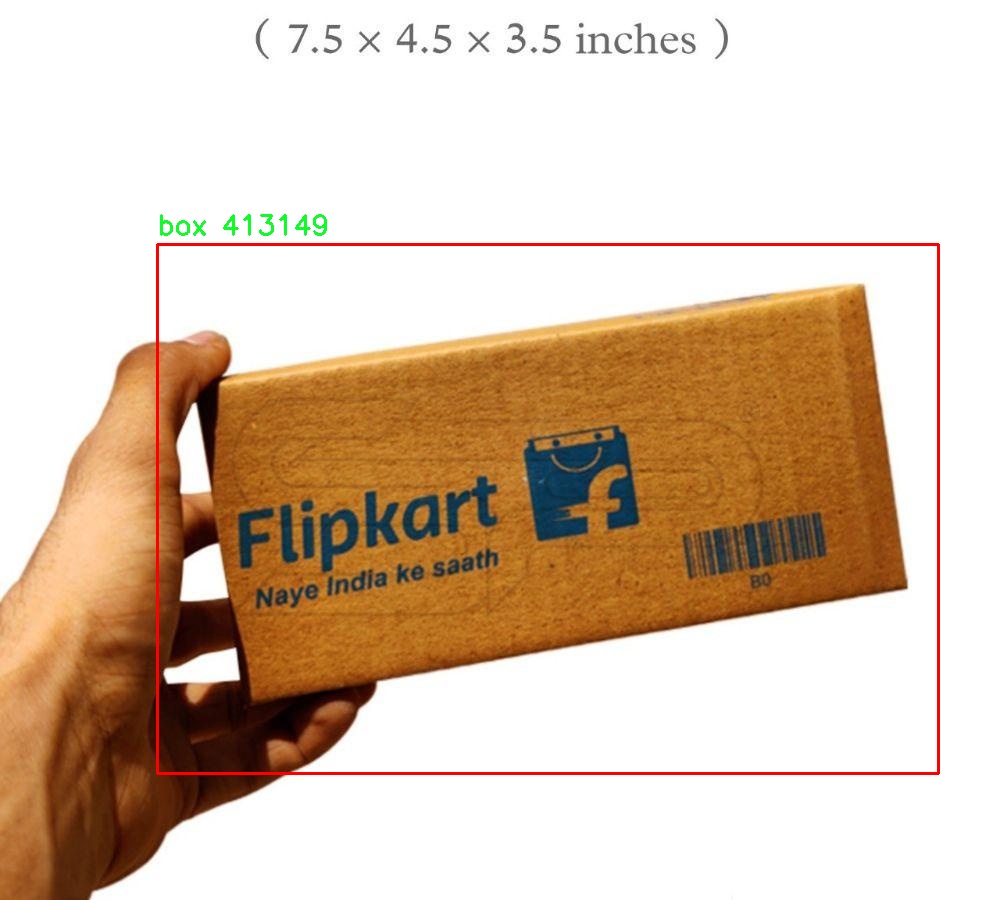 ( 7.5 × 4.5 × 3.5 inches )
box 413149
Flipkart
f
Naye India ke saath
B0